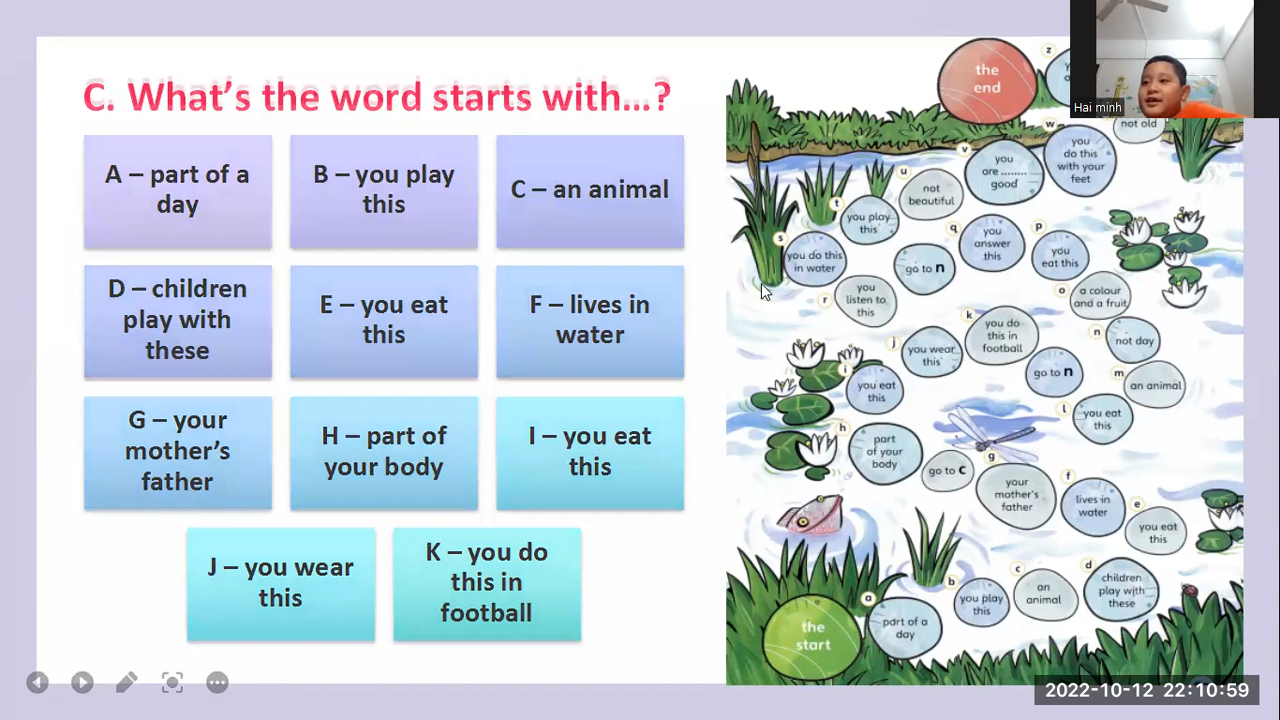 C. What's the word starts with...?
A – part of a
day
B – you play
this
C – an animal
D – children
play with
these
E – you eat
this
F – lives in
water
G – your
mother's
father
H – part of
your body
I – you eat
this
J – you wear
this
K – you do
this in
football
Hai minh
z
the
end
w
not old
v
you
are ........
good
you
do this
with your
feet
u
not
beautiful
t
you play
this
s
you do this
in water
q
you
answer
this
p
you
eat this
go to n
r
you
listen to
this
o
a colour
and a fruit
k
you do
this in
football
n
not day
j
you wear
this
go to n
m
an animal
i
you eat
this
l
you eat
this
h
part
of your
body
go to c
g
your
mother's
father
f
lives in
water
e
you eat
this
d
children
play with
these
c
an
animal
b
you play
this
a
part of a
day
the
start
2022-10-12 22:10:59